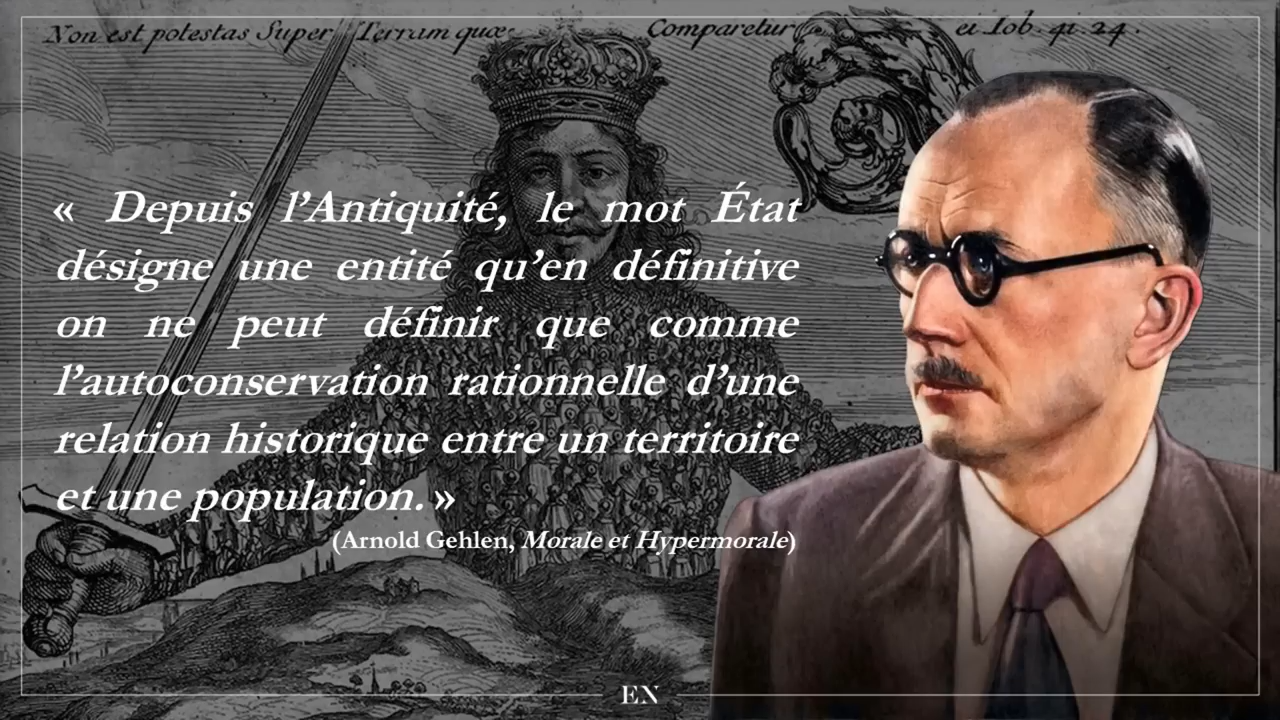 Non est potestas Super Terram quæ Comparetur ei Iob. 41. 24.
« Depuis l’Antiquité, le mot État
désigne une entité qu’en définitive
on ne peut définir que comme
l’autoconservation rationnelle d’une
relation historique entre un territoire
et une population. »
(Arnold Gehlen, Morale et Hypermorale)
EN